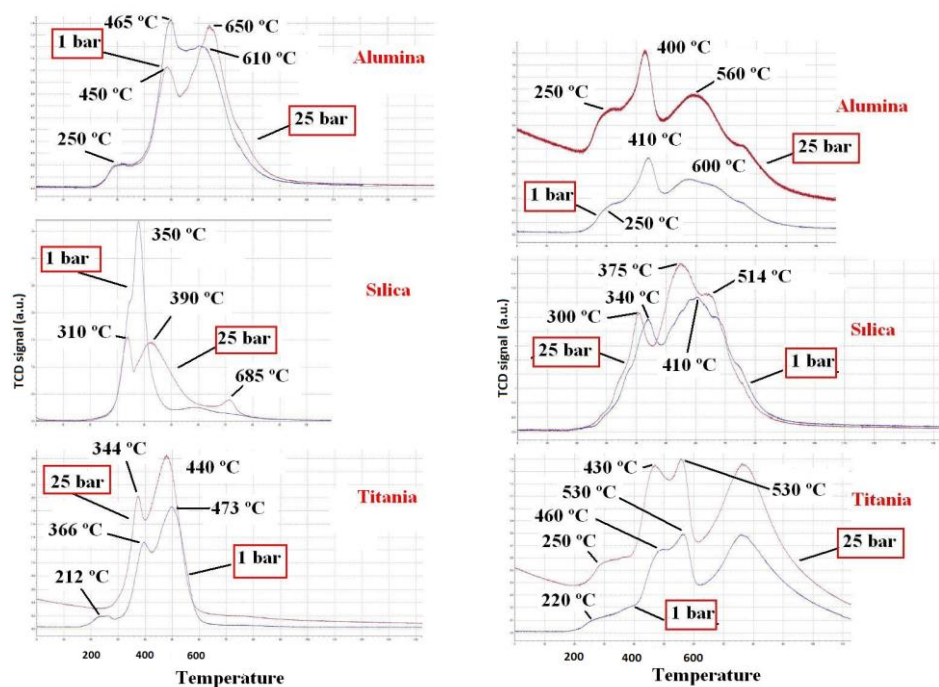 465 ºC
650 ºC
1 bar
610 ºC
Alumina
450 ºC
25 bar
250 ºC
350 ºC
1 bar
Sılica
390 ºC
310 ºC
25 bar
685 ºC
TCD signal (a.u.)
344 ºC
440 ºC
Titania
25 bar
473 ºC
366 ºC
1 bar
212 ºC
200 400 600
Temperature
400 ºC
560 ºC
250 ºC
Alumina
410 ºC
25 bar
600 ºC
1 bar
250 ºC
375 ºC
514 ºC
340 ºC
300 ºC
Sılica
25 bar
410 ºC
1 bar
TCD signal (a.u.)
430 ºC
530 ºC
530 ºC
Titania
460 ºC
250 ºC
25 bar
220 ºC
1 bar
200 400 600
Temperature